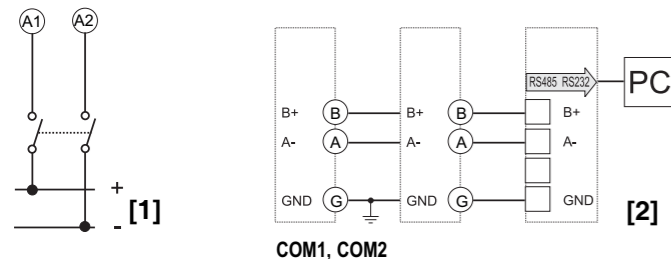 A1 A2
+
-
[1]
RS485 RS232
PC
B+ B B+ B B+
A- A A- A A-
GND G GND G GND
[2]
COM1, COM2